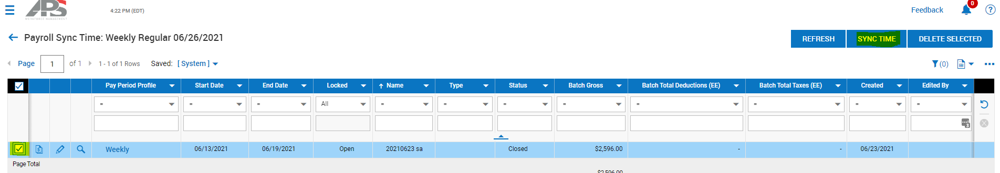 APS
WORKFORCE MANAGEMENT
4:22 PM (EDT)
Feedback
0
?
Payroll Sync Time: Weekly Regular 06/26/2021
REFRESH
SYNC TIME
DELETE SELECTED
Page 1 of 1
1 - 1 of 1 Rows
Saved: [ System ]
(0)
Pay Period Profile Start Date End Date Locked Name Type Status Batch Gross Batch Total Deductions (EE) Batch Total Taxes (EE) Created Edited By
= = = All = = = = = = = =
3
$ Weekly 06/13/2021 06/19/2021 Open 20210623 sa Closed $2,596.00 - - 06/23/2021
Page Total
$2,596.00